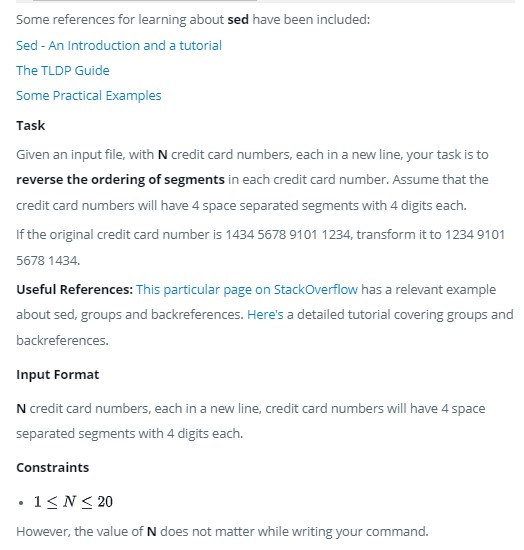 Some references for learning about sed have been included:
Sed - An Introduction and a tutorial
The TLDP Guide
Some Practical Examples
Task
Given an input file, with N credit card numbers, each in a new line, your task is to
reverse the ordering of segments in each credit card number. Assume that the
credit card numbers will have 4 space separated segments with 4 digits each.
If the original credit card number is 1434 5678 9101 1234, transform it to 1234 9101
5678 1434.
Useful References: This particular page on StackOverflow has a relevant example
about sed, groups and backreferences. Here's a detailed tutorial covering groups and
backreferences.
Input Format
N credit card numbers, each in a new line, credit card numbers will have 4 space
separated segments with 4 digits each.
Constraints
• 1 ≤ N ≤ 20
However, the value of N does not matter while writing your command.